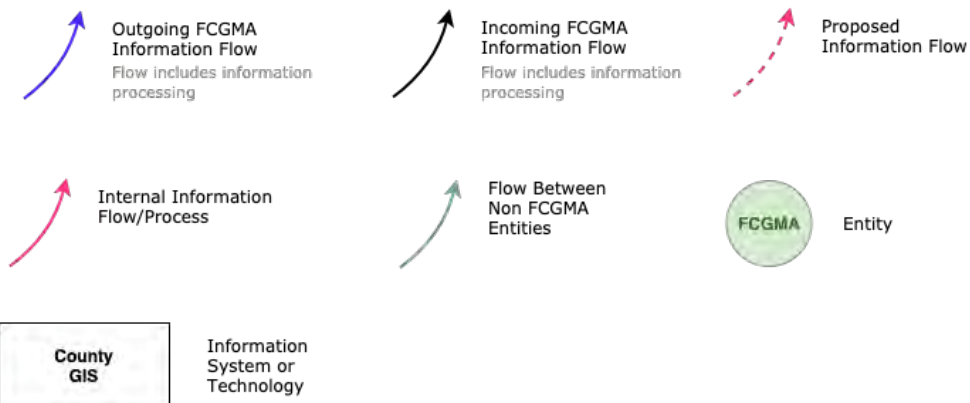 Outgoing FCGMA
Information Flow
Flow includes information
processing
Incoming FCGMA
Information Flow
Flow includes information
processing
Proposed
Information Flow
Internal Information
Flow/Process
Flow Between
Non FCGMA
Entities
FCGMA
Entity
County
GIS
Information
System or
Technology